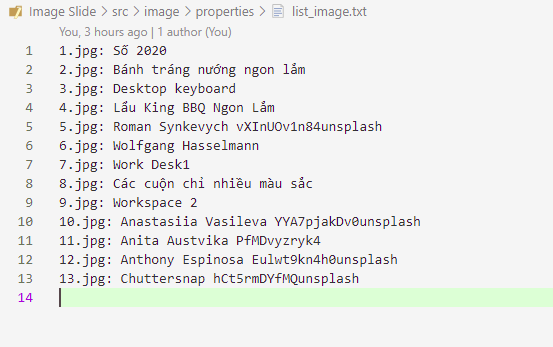 Image Slide > src > image > properties > list_image.txt
You, 3 hours ago | 1 author (You)
1 1.jpg: Số 2020
2 2.jpg: Bánh tráng nướng ngon lắm
3 3.jpg: Desktop keyboard
4 4.jpg: Lẩu King BBQ Ngon Lắm
5 5.jpg: Roman Synkevych vXInUOv1n84unsplash
6 6.jpg: Wolfgang Hasselmann
7 7.jpg: Work Desk1
8 8.jpg: Các cuộn chỉ nhiều màu sắc
9 9.jpg: Workspace 2
10 10.jpg: Anastasiia Vasileva YYA7pjakDv0unsplash
11 11.jpg: Anita Austvika PfMDvyzryk4
12 12.jpg: Anthony Espinosa Eulwt9kn4h0unsplash
13 13.jpg: Chuttersnap hCt5rmDYfMQunsplash
14